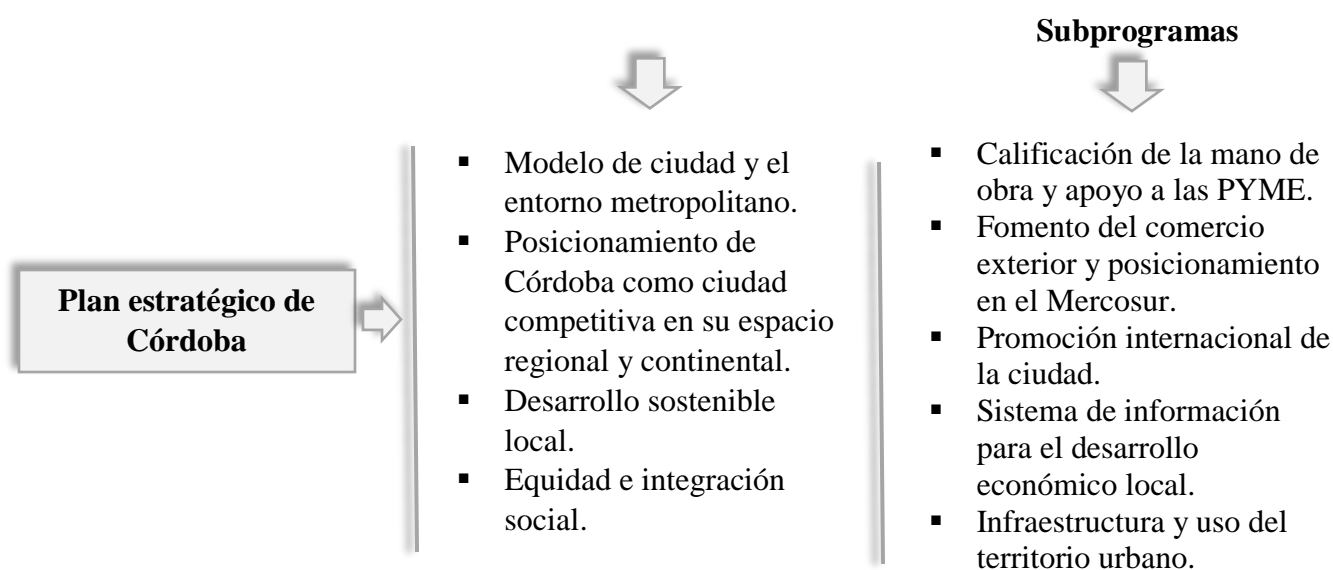 Subprogramas
Plan estratégico de
Córdoba
▪ Modelo de ciudad y el
entorno metropolitano.
▪ Posicionamiento de
Córdoba como ciudad
competitiva en su espacio
regional y continental.
▪ Desarrollo sostenible
local.
▪ Equidad e integración
social.
▪ Calificación de la mano de
obra y apoyo a las PYME.
▪ Fomento del comercio
exterior y posicionamiento
en el Mercosur.
▪ Promoción internacional de
la ciudad.
▪ Sistema de información
para el desarrollo
económico local.
▪ Infraestructura y uso del
territorio urbano.